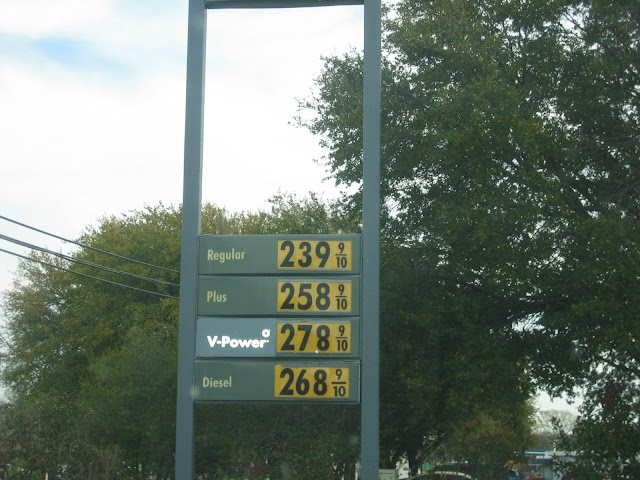 Regular 239 9/10
Plus 258 9/10
V-Power 278 9/10
Diesel 268 9/10